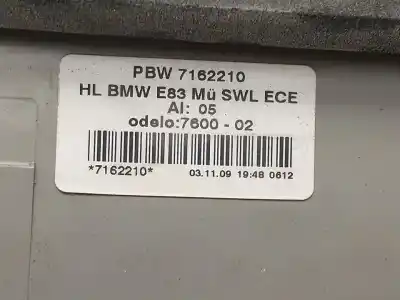 PBW 7162210
HL BMW E83 Mü SWL ECE
AI: 05
odelo:7600 - 02
*7162210* 03.11.09 19:48 0612